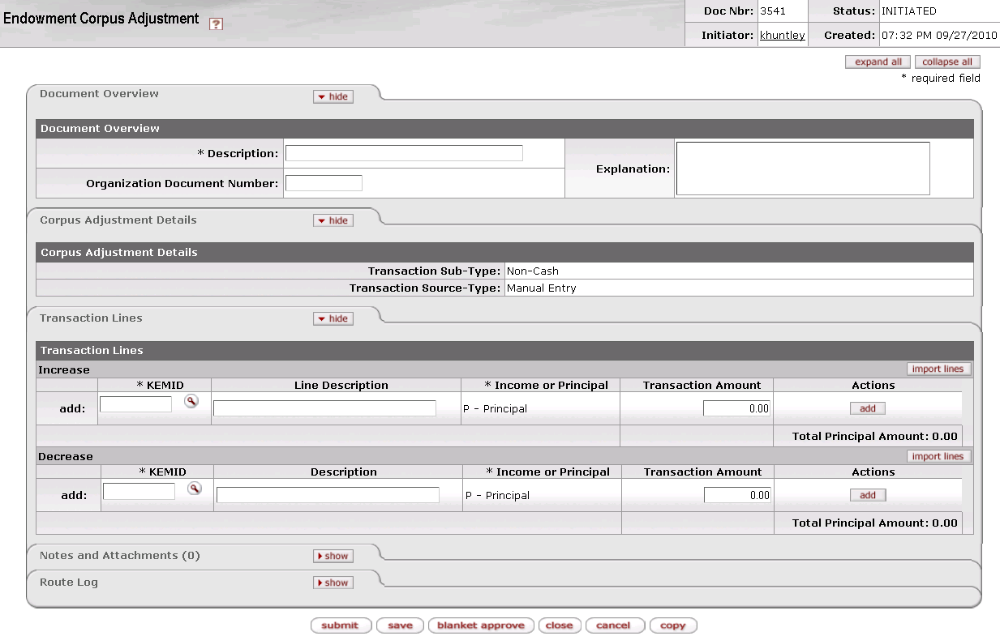 Endowment Corpus Adjustment ?
Doc Nbr: 3541 Status: INITIATED
Initiator: khuntley Created: 07:32 PM 09/27/2010
expand all collapse all
* required field
Document Overview hide
Document Overview
* Description:
Explanation:
Organization Document Number:
Corpus Adjustment Details hide
Corpus Adjustment Details
Transaction Sub-Type: Non-Cash
Transaction Source-Type: Manual Entry
Transaction Lines hide
Transaction Lines
Increase import lines
* KEMID Line Description * Income or Principal Transaction Amount Actions
add: P - Principal 0.00 add
Total Principal Amount: 0.00
Decrease import lines
* KEMID Description * Income or Principal Transaction Amount Actions
add: P - Principal 0.00 add
Total Principal Amount: 0.00
Notes and Attachments (0) show
Route Log show
submit save blanket approve close cancel copy